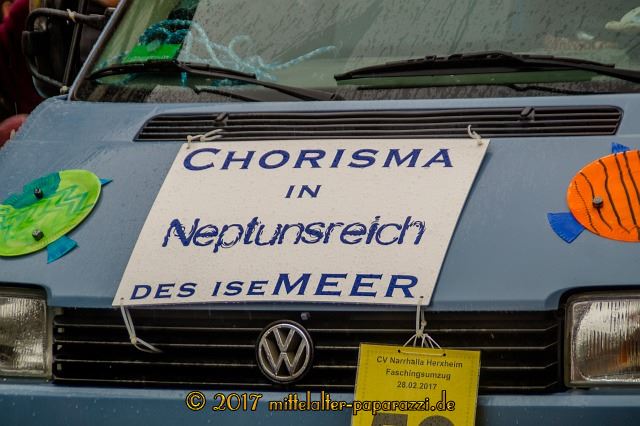 CHORISMA
IN
Neptunsreich
DES ISEMEER
CV Narrhalla Herxheim
Faschingsumzug
28.02.2017
© 2017 mittelalter-paparazzi.de